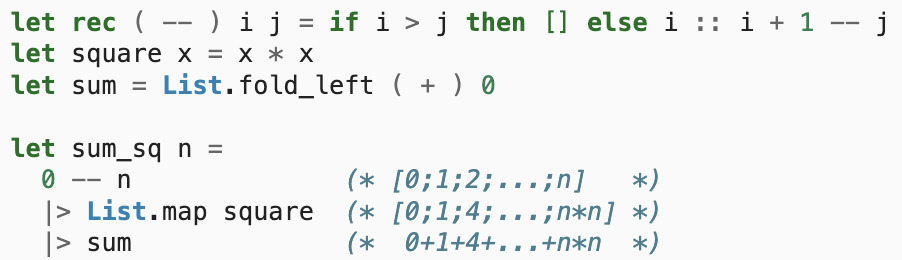 let rec ( -- ) i j = if i > j then [] else i :: i + 1 -- j
let square x = x * x
let sum = List.fold_left ( + ) 0
let sum_sq n =
0 -- n (* [0;1;2;...;n] *)
|> List.map square (* [0;1;4;...;n*n] *)
|> sum (* 0+1+4+...+n*n *)